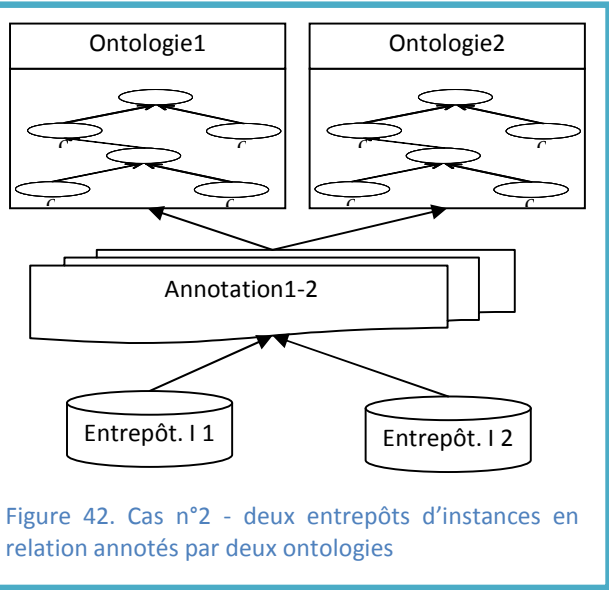 Ontologie1
Ontologie2
C
C
C
C
C
C
C
C
Annotation1-2
Entrepôt. I 1
Entrepôt. I 2
Figure 42. Cas n°2 - deux entrepôts d’instances en
relation annotés par deux ontologies